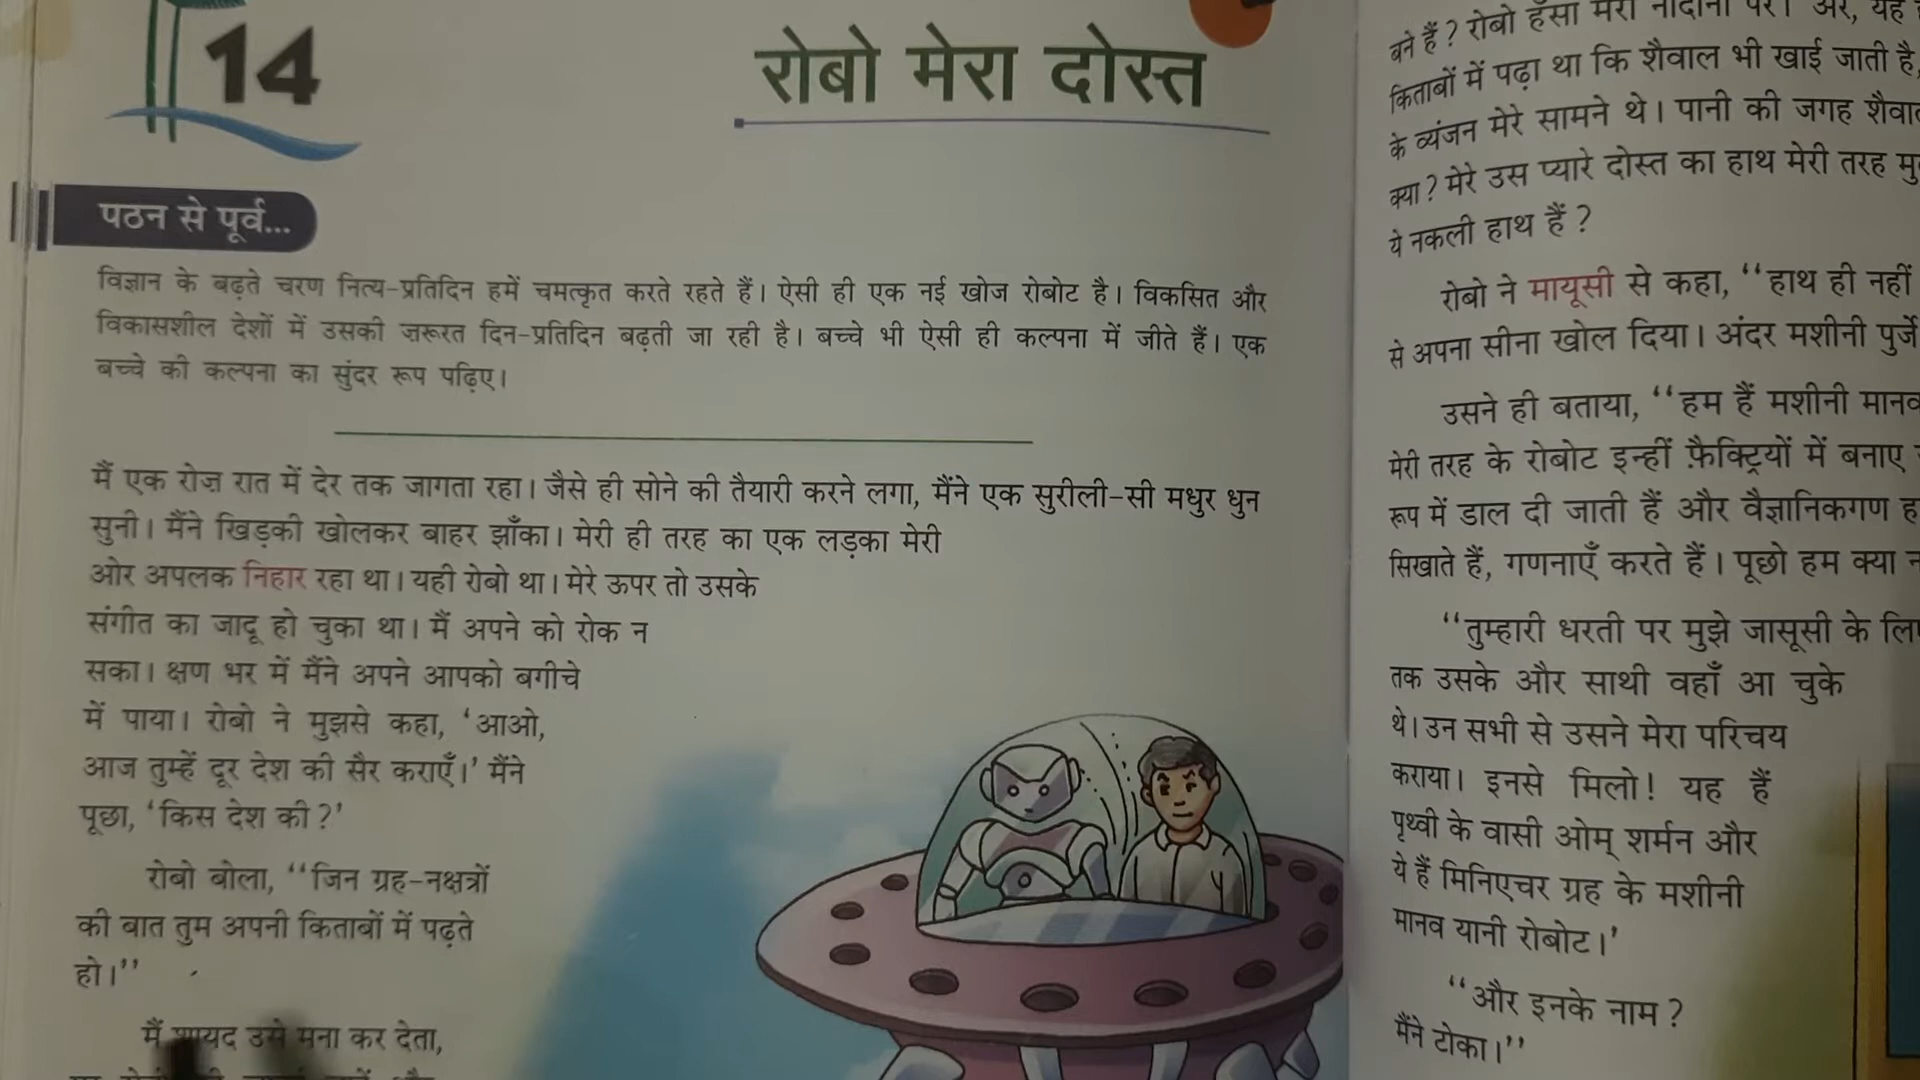 14
रोबो मेरा दोस्त
पठन से पूर्व...
विज्ञान के बढ़ते चरण नित्य-प्रतिदिन हमें चमत्कृत करते रहते हैं। ऐसी ही एक नई खोज रोबोट है। विकसित और
विकासशील देशों में उसकी ज़रूरत दिन-प्रतिदिन बढ़ती जा रही है। बच्चे भी ऐसी ही कल्पना में जीते हैं। एक
बच्चे की कल्पना का सुंदर रूप पढ़िए।
मैं एक रोज़ रात में देर तक जागता रहा। जैसे ही सोने की तैयारी करने लगा, मैंने एक सुरीली-सी मधुर धुन
सुनी। मैंने खिड़की खोलकर बाहर झाँका। मेरी ही तरह का एक लड़का मेरी
ओर अपलक निहार रहा था। यही रोबो था। मेरे ऊपर तो उसके
संगीत का जादू हो चुका था। मैं अपने को रोक न
सका। क्षण भर में मैंने अपने आपको बगीचे
में पाया। रोबो ने मुझसे कहा, ‘आओ,
आज तुम्हें दूर देश की सैर कराएँ।’ मैंने
पूछा, ‘किस देश की?’
रोबो बोला, “जिन ग्रह-नक्षत्रों
की बात तुम अपनी किताबों में पढ़ते
हो।”
मैं शायद उसे मना कर देता,
बने हैं? रोबो हँसा मेरी नादानी पर। अरे, यह
किताबों में पढ़ा था कि शैवाल भी खाई जाती है,
के व्यंजन मेरे सामने थे। पानी की जगह
क्या? मेरे उस प्यारे दोस्त का हाथ मेरी तरह
ये नकली हाथ हैं?
रोबो ने मायूसी से कहा, “हाथ ही नहीं
से अपना सीना खोल दिया। अंदर मशीनी पुर्जे
उसने ही बताया, “हम हैं मशीनी
मेरी तरह के रोबोट इन्हीं फ़ैक्ट्रियों में बनाए
रूप में डाल दी जाती हैं और वैज्ञानिकगण
सिखाते हैं, गणनाएँ करते हैं। पूछो हम क्या
“तुम्हारी धरती पर मुझे जासूसी के
तक उसके और साथी वहाँ आ चुके
थे। उन सभी से उसने मेरा परिचय
कराया। इनसे मिलो! यह हैं
पृथ्वी के वासी ओम् शर्मन और
ये हैं मिनिएचर ग्रह के मशीनी
मानव यानी रोबोट।’
“और इनके नाम?
मैंने टोका।”